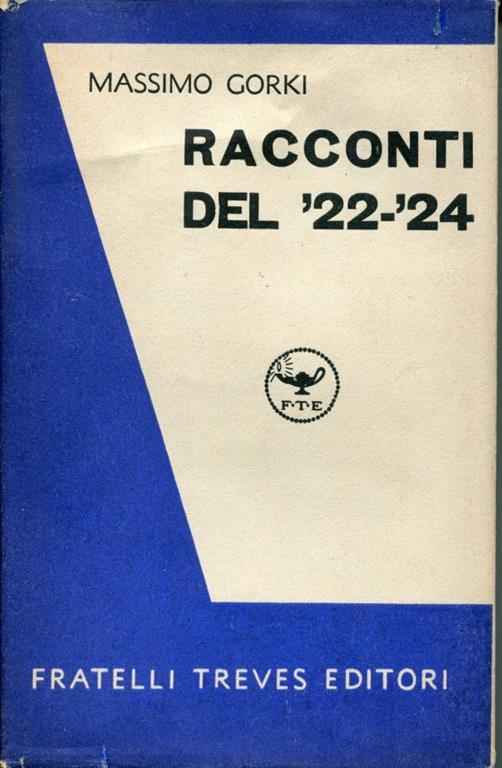 MASSIMO GORKI
RACCONTI
DEL '22-'24
F·T·E
FRATELLI TREVES EDITORI